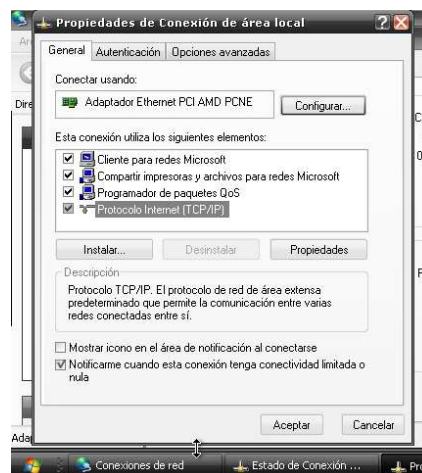 Propiedades de Conexión de área local
General Autenticación Opciones avanzadas
Conectar usando:
Adaptador Ethernet PCI AMD PCNE
Configurar...
Esta conexión utiliza los siguientes elementos:
Cliente para redes Microsoft
Compartir impresoras y archivos para redes Microsoft
Programador de paquetes QoS
Protocolo Internet (TCP/IP)
Instalar... Desinstalar Propiedades
Descripción
Protocolo TCP/IP. El protocolo de red de área extensa
predeterminado que permite la comunicación entre varias
redes conectadas entre sí.
Mostrar icono en el área de notificación al conectarse
Notificarme cuando esta conexión tenga conectividad limitada o
nula
Aceptar Cancelar
Conexiones de red Estado de Conexión ...